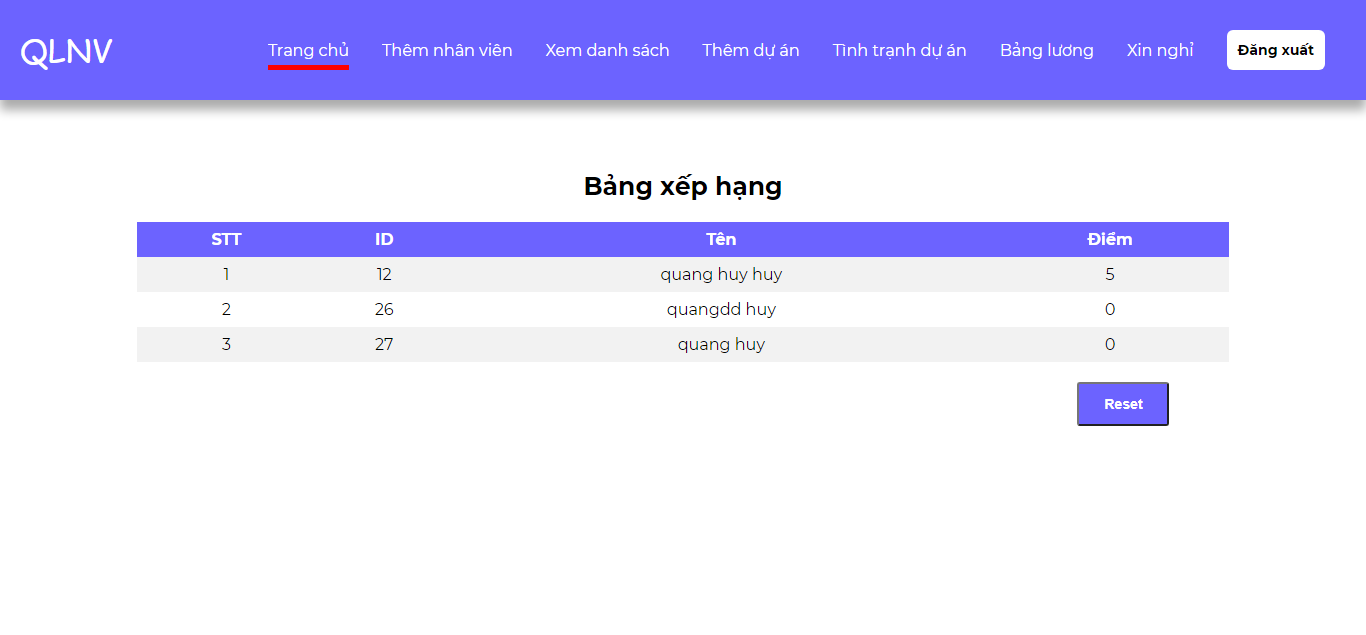 QLNV Trang chủ Thêm nhân viên Xem danh sách Thêm dự án Tình trạnh dự án Bảng lương Xin nghỉ Đăng xuất
Bảng xếp hạng
STT ID Tên Điểm
1 12 quang huy huy 5
2 26 quangdd huy 0
3 27 quang huy 0
Reset